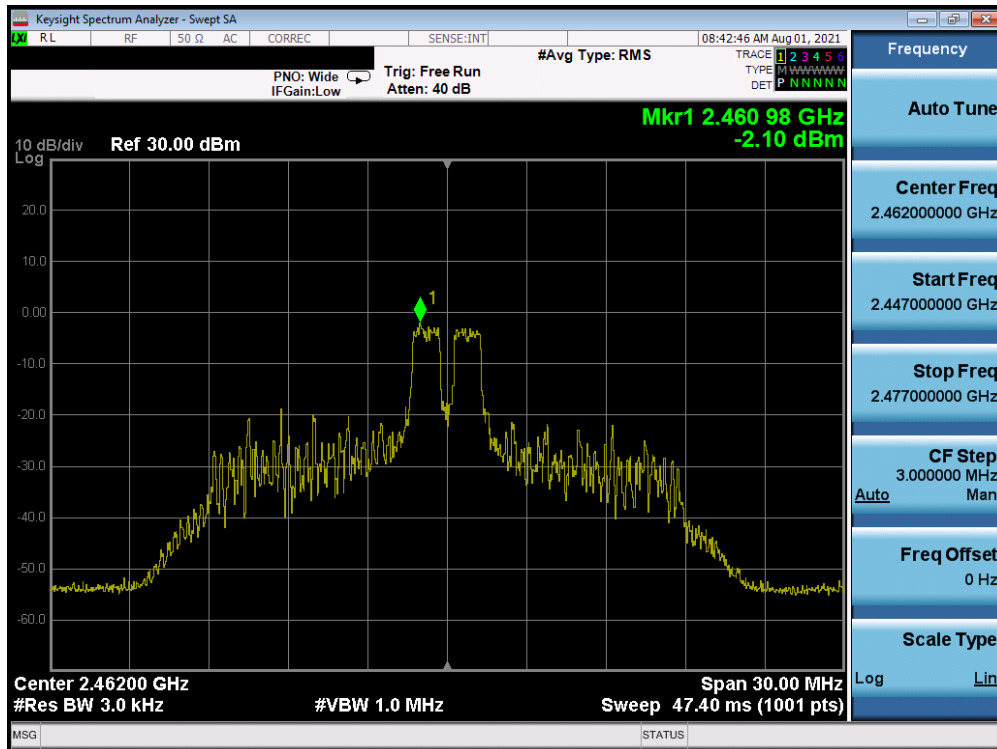 Keysight Spectrum Analyzer - Swept SA
LXI RL RF 50 Ω AC CORREC SENSE:INT 08:42:46 AM Aug 01, 2021
#Avg Type: RMS TRACE 1 2 3 4 5 6
PNO: Wide Trig: Free Run TYPE M WWWWW
IFGain:Low Atten: 40 dB DET P N N N N N
Mkr1 2.460 98 GHz
-2.10 dBm
10 dB/div Ref 30.00 dBm
Log
20.0
10.0
1
0.00
-10.0
-20.0
-30.0
-40.0
-50.0
-60.0
Center 2.46200 GHz Span 30.00 MHz
#Res BW 3.0 kHz #VBW 1.0 MHz Sweep 47.40 ms (1001 pts)
MSG STATUS
Frequency
Auto Tune
Center Freq
2.462000000 GHz
Start Freq
2.447000000 GHz
Stop Freq
2.477000000 GHz
CF Step
3.000000 MHz
Auto Man
Freq Offset
0 Hz
Scale Type
Log Lin